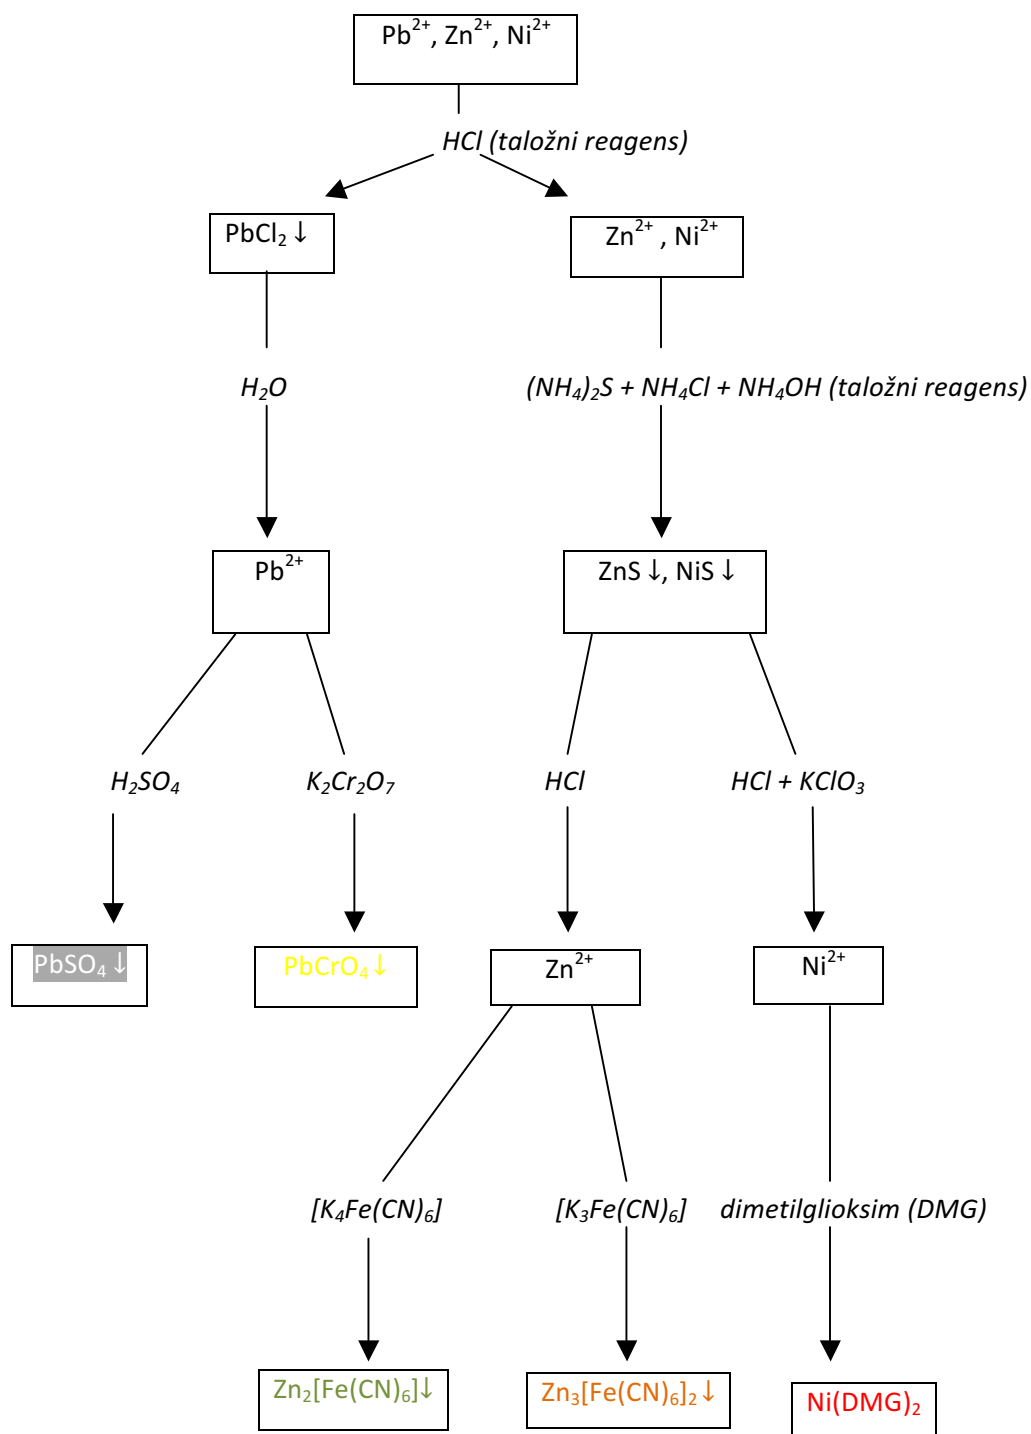 Pb²⁺, Zn²⁺, Ni²⁺
HCl (taložni reagens)
PbCl₂ ↓
Zn²⁺ , Ni²⁺
H₂O
(NH₄)₂S + NH₄Cl + NH₄OH (taložni reagens)
Pb²⁺
ZnS ↓, NiS ↓
H₂SO₄
K₂Cr₂O₇
HCl
HCl + KClO₃
PbSO₄ ↓
PbCrO₄ ↓
Zn²⁺
Ni²⁺
[K₄Fe(CN)₆]
[K₃Fe(CN)₆]
dimetilglioksim (DMG)
Zn₂[Fe(CN)₆]↓
Zn₃[Fe(CN)₆]₂ ↓
Ni(DMG)₂